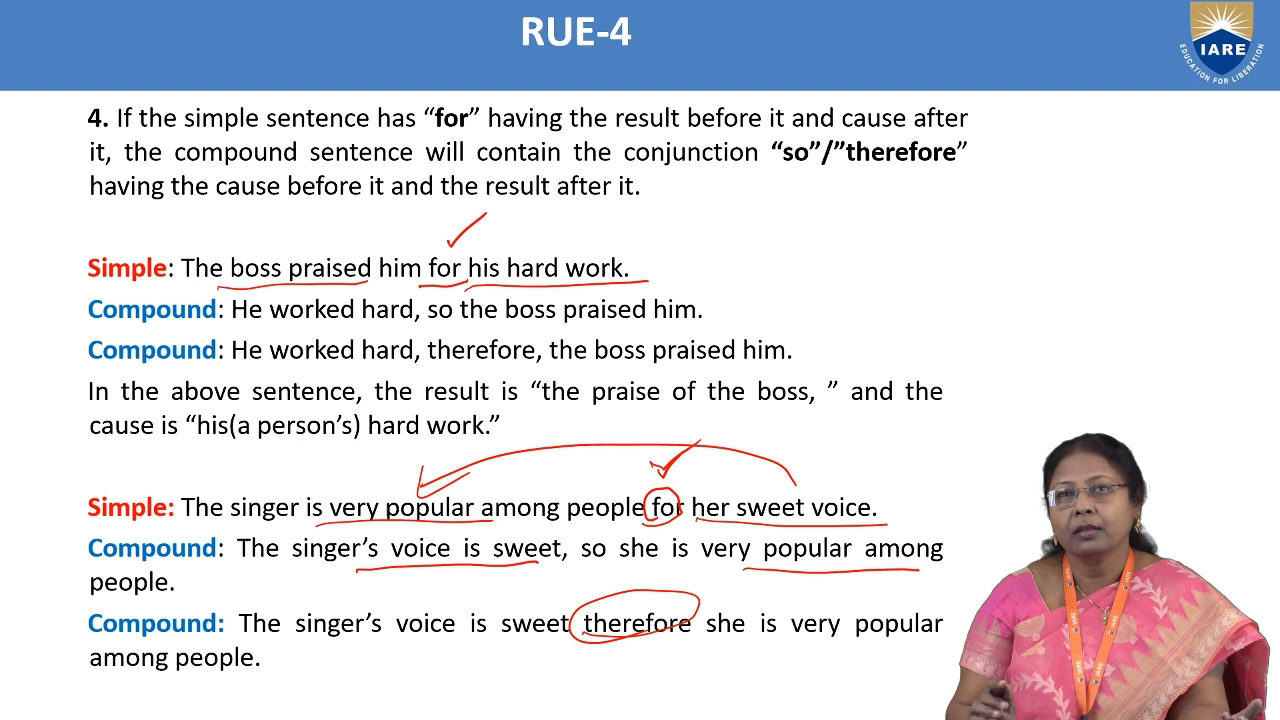 RUE-4
IARE
EDUCATION FOR LIBERATION
4. If the simple sentence has “for” having the result before it and cause after
it, the compound sentence will contain the conjunction “so”/”therefore”
having the cause before it and the result after it.
Simple: The boss praised him for his hard work.
Compound: He worked hard, so the boss praised him.
Compound: He worked hard, therefore, the boss praised him.
In the above sentence, the result is “the praise of the boss, ” and the
cause is “his(a person’s) hard work.”
Simple: The singer is very popular among people for her sweet voice.
Compound: The singer’s voice is sweet, so she is very popular among
people.
Compound: The singer’s voice is sweet therefore she is very popular
among people.